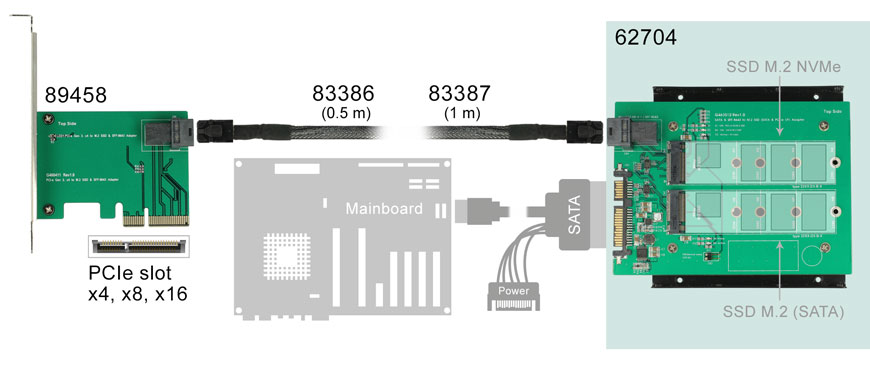 62704
SSD M.2 NVMe
89458
83386
(0.5 m)
83387
(1 m)
Top Side
Top Side
Mainboard
SATA
Power
PCIe slot
x4, x8, x16
SSD M.2 (SATA)